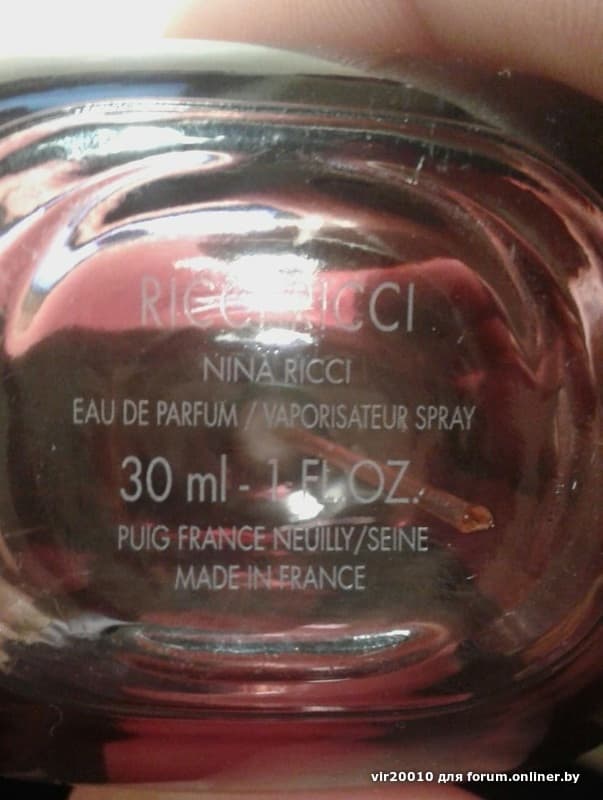 RICCI RICCI
NINA RICCI
EAU DE PARFUM / VAPORISATEUR SPRAY
30 ml - 1 FL.OZ.
PUIG FRANCE NEUILLY/SEINE
MADE IN FRANCE
vir20010 для forum.onliner.by